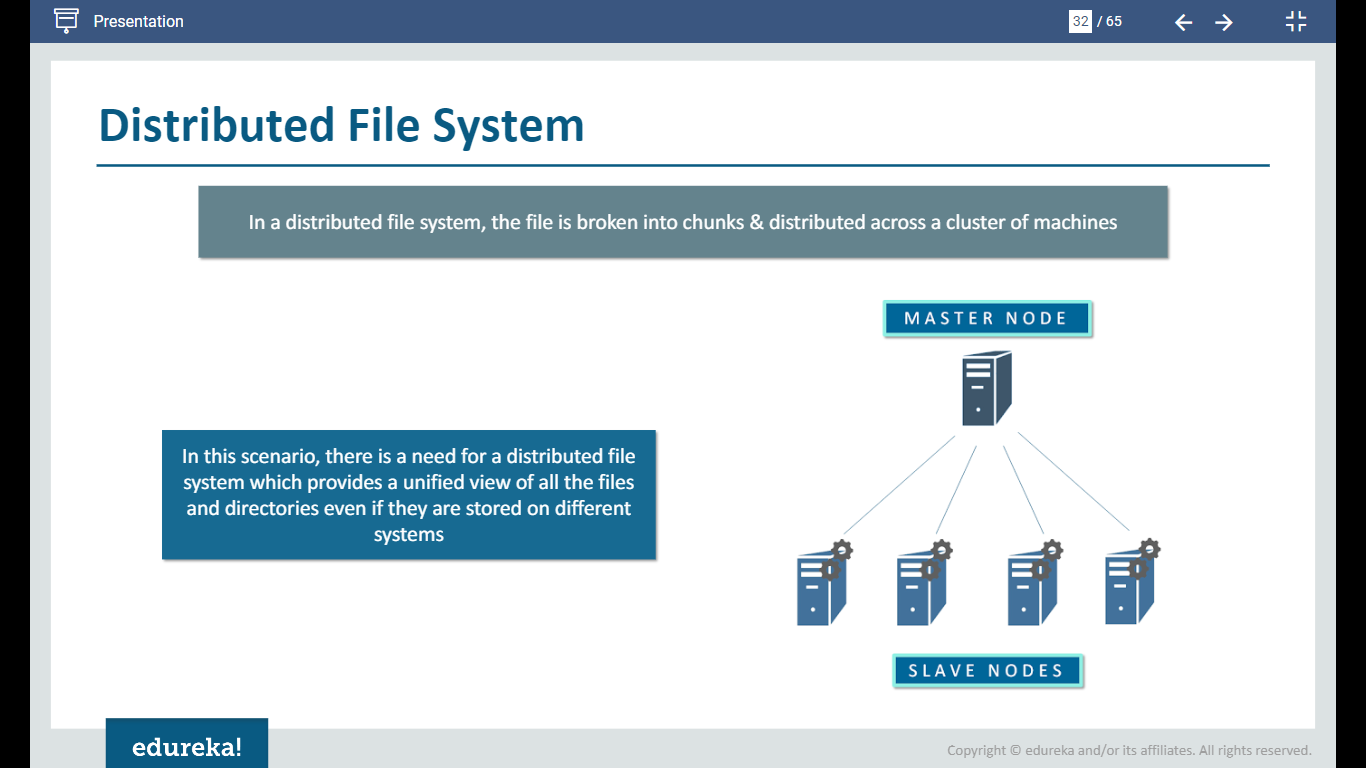 Presentation
32 / 65
Distributed File System
In a distributed file system, the file is broken into chunks & distributed across a cluster of machines
MASTER NODE
In this scenario, there is a need for a distributed file
system which provides a unified view of all the files
and directories even if they are stored on different
systems
SLAVE NODES
edureka!
Copyright © edureka and/or its affiliates. All rights reserved.